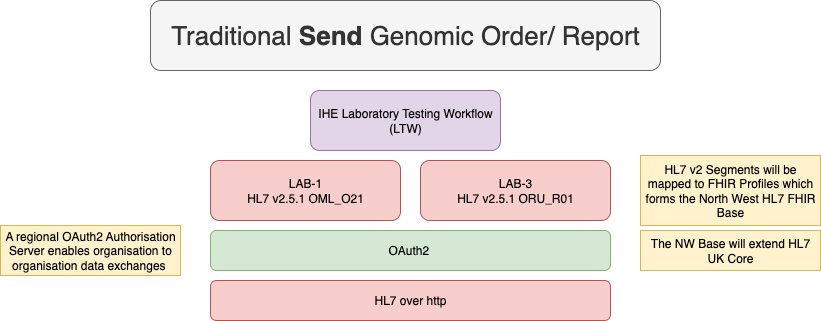 Traditional Send Genomic Order/ Report
IHE Laboratory Testing Workflow
(LTW)
LAB-1
HL7 v2.5.1 OML_O21
LAB-3
HL7 v2.5.1 ORU_R01
HL7 v2 Segments will be
mapped to FHIR Profiles which
forms the North West HL7 FHIR
Base
A regional OAuth2 Authorisation
Server enables organisation to
organisation data exchanges
OAuth2
The NW Base will extend HL7
UK Core
HL7 over http